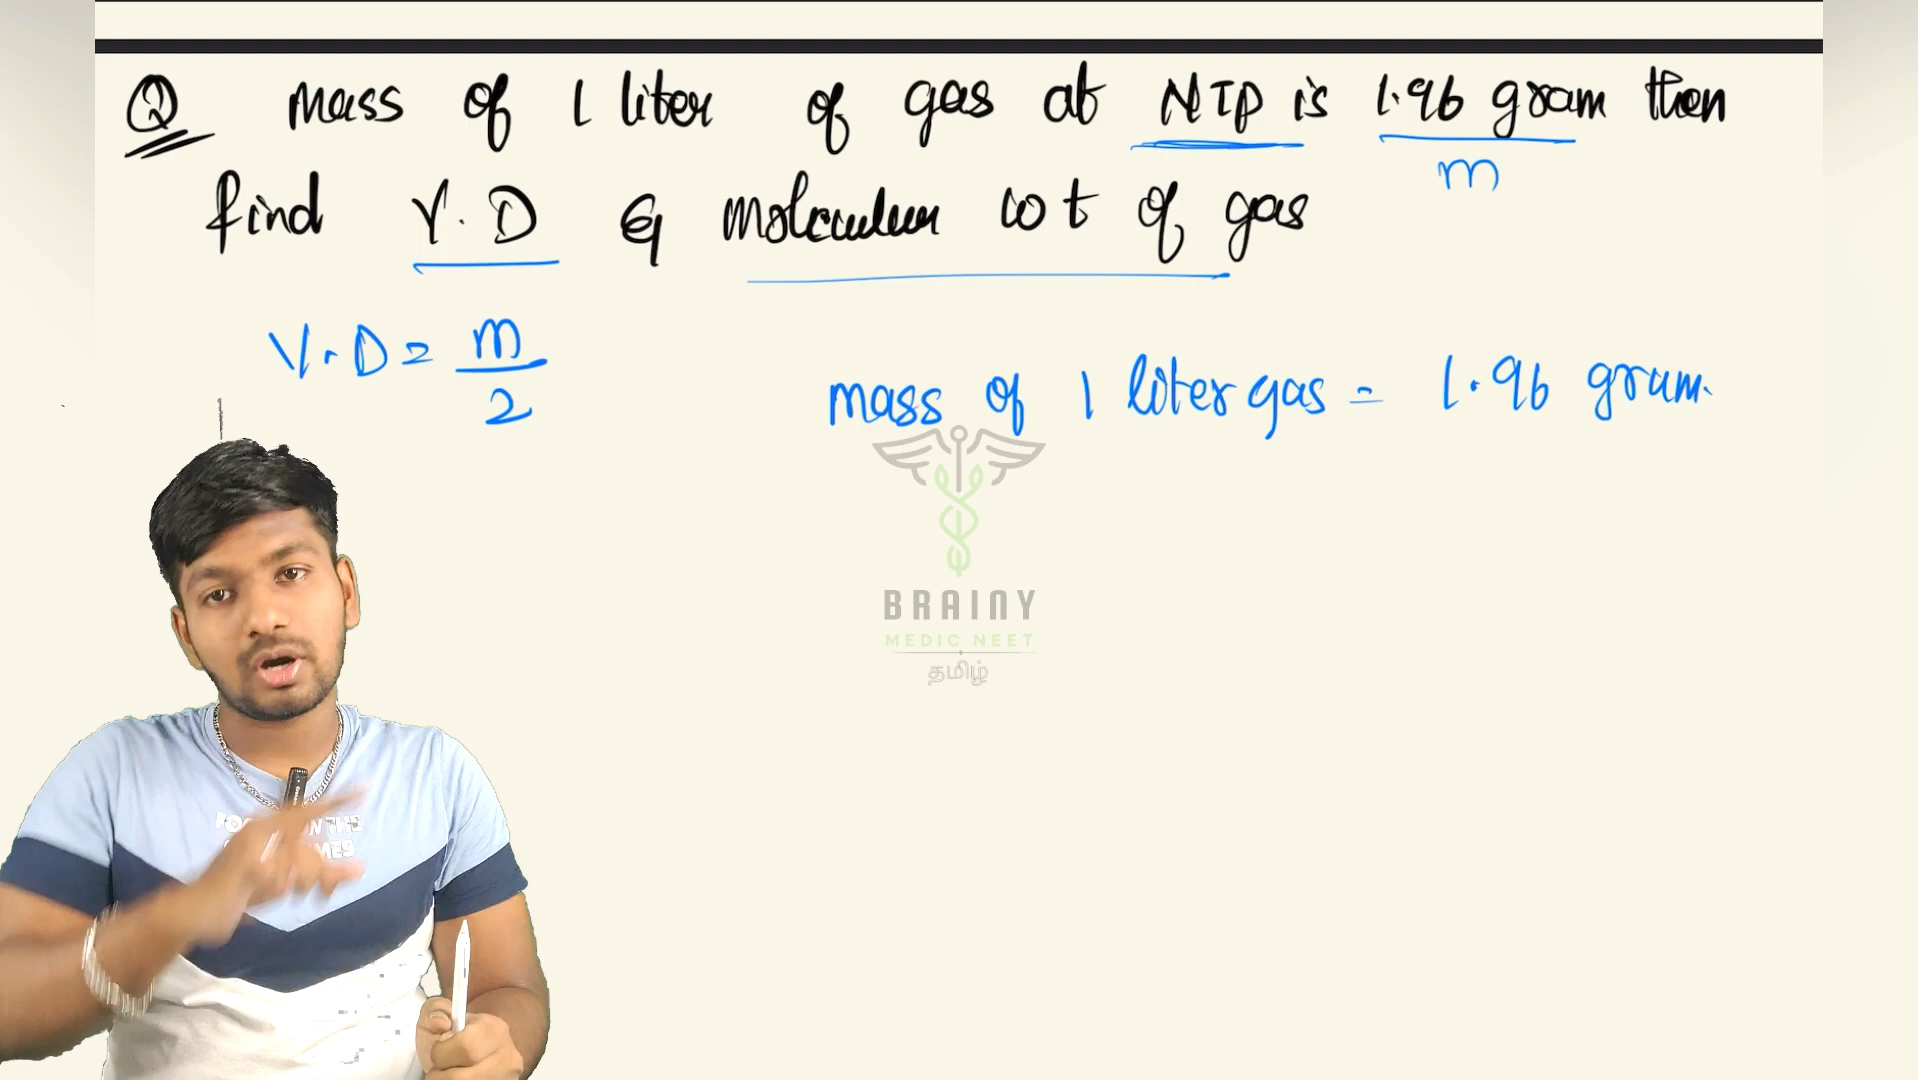 Q Mass of 1 liter of gas at NTP is 1.96 gram then
m
find V.D & molecular wt of gas
V.D = m
2
mass of 1 liter gas = 1.96 gram.
BRAINY
MEDIC NEET
தமிழ்